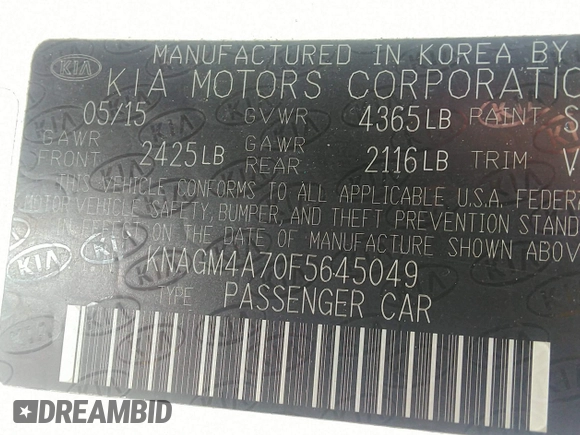 MANUFACTURED IN KOREA BY
KIA KIA MOTORS CORPORATIO
05/15 GVWR 4365LB PAINT S
GAWR FRONT 2425LB GAWR REAR 2116LB TRIM V
THIS VEHICLE CONFORMS TO ALL APPLICABLE U.S.A. FEDERA
MOTOR VEHICLE SAFETY, BUMPER, AND THEFT PREVENTION STAND
IN EFFECT ON THE DATE OF MANUFACTURE SHOWN ABOV
KNAGM4A70F5645049
TYPE PASSENGER CAR
DREAMBID